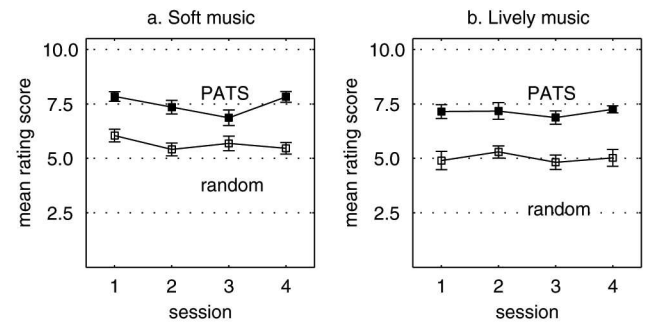 a. Soft music
mean rating score
10.0
7.5
5.0
2.5
PATS
random
1 2 3 4
session
b. Lively music
mean rating score
10.0
7.5
5.0
2.5
PATS
random
1 2 3 4
session